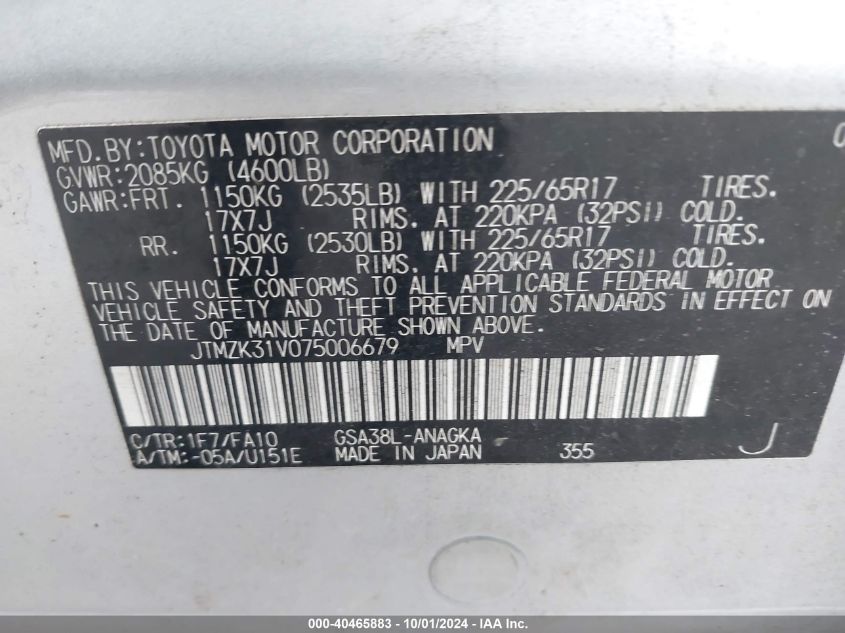 MFD.BY:TOYOTA MOTOR CORPORATION 0
GVWR:2085KG (4600LB)
GAWR:FRT. 1150KG (2535LB) WITH 225/65R17 TIRES.
17X7J RIMS. AT 220KPA (32PSI) COLD.
RR. 1150KG (2530LB) WITH 225/65R17 TIRES.
17X7J RIMS. AT 220KPA (32PSI) COLD.
THIS VEHICLE CONFORMS TO ALL APPLICABLE FEDERAL MOTOR
VEHICLE SAFETY AND THEFT PREVENTION STANDARDS IN EFFECT ON
THE DATE OF MANUFACTURE SHOWN ABOVE.
JTMZK31V075006679 MPV
C/TR:1F7/FA10 GSA38L-ANAGKA
A/TM:-05A/U151E MADE IN JAPAN 355 J
000-40465883 - 10/01/2024 - IAA Inc.